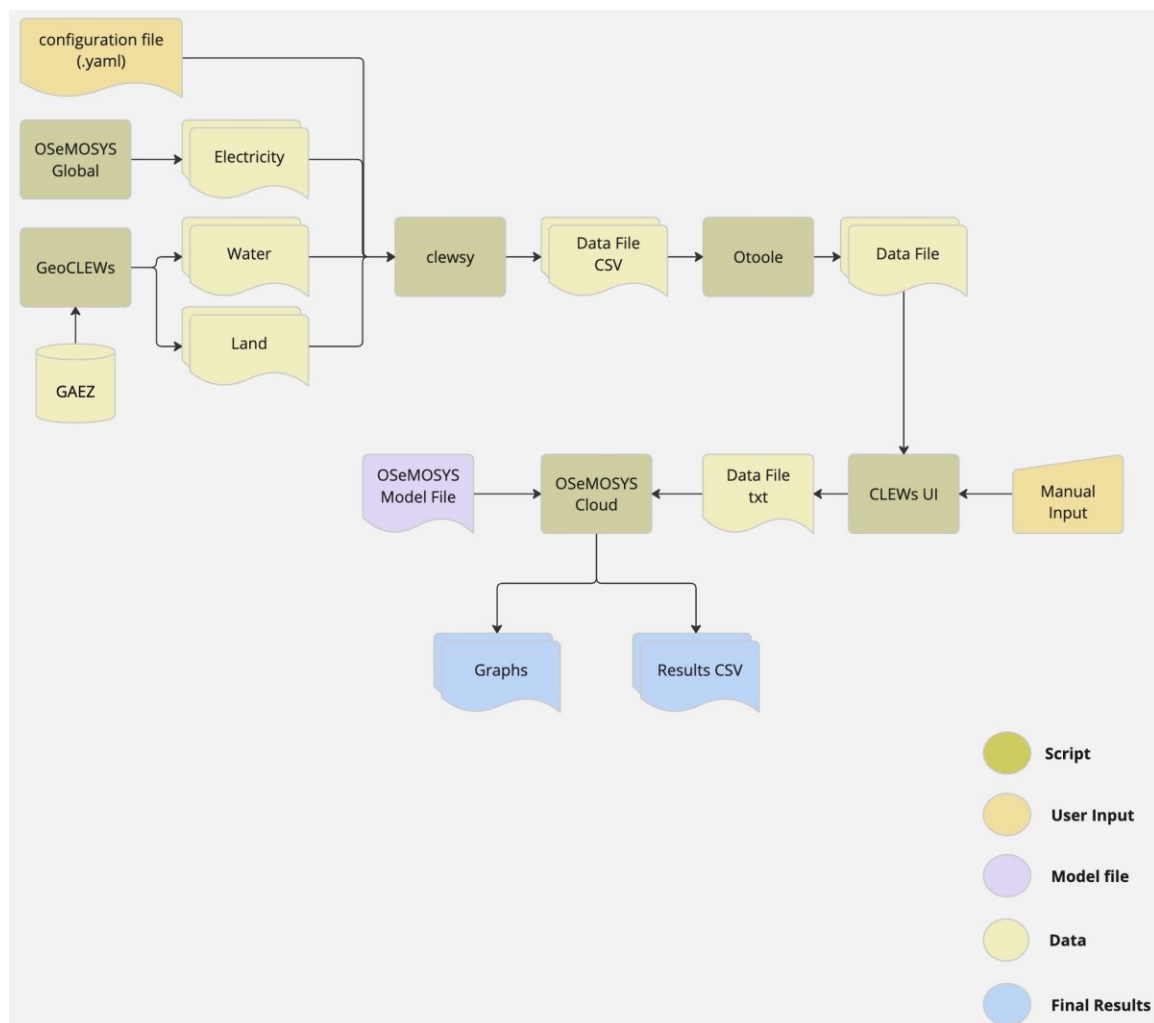 configuration file
(.yaml)
OSeMOSYS
Global
Electricity
GeoCLEWs
Water
Land
GAEZ
clewsy
Data File
CSV
Otoole
Data File
OSeMOSYS
Model File
OSeMOSYS
Cloud
Data File
txt
CLEWs UI
Manual
Input
Graphs
Results CSV
Script
User Input
Model file
Data
Final Results